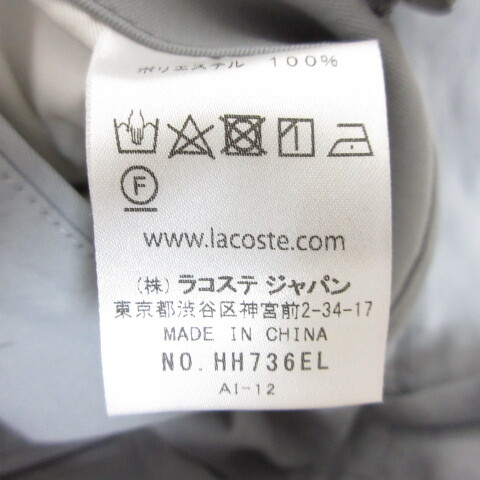 ポリエステル 100%
F
www.lacoste.com
(株) ラコステ ジャパン
東京都渋谷区神宮前2-34-17
MADE IN CHINA
NO. HH736EL
AI-12